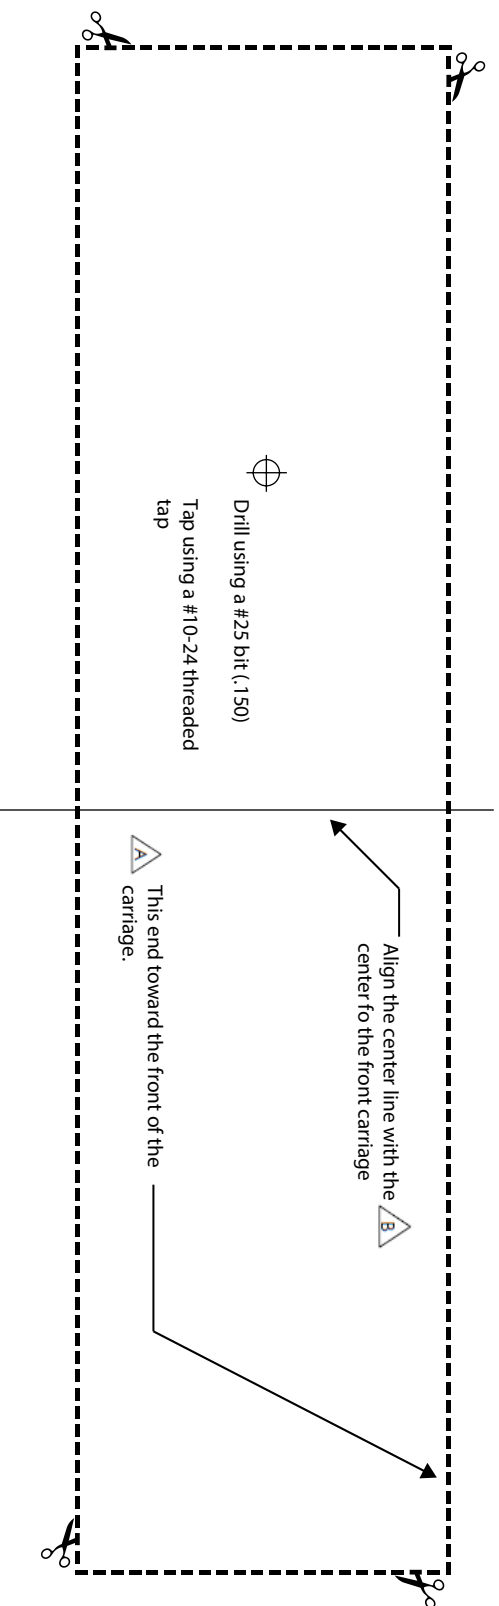 Drill using a #25 bit (.150)
Tap using a #10-24 threaded
tap
Align the center line with the
center fo the front carriage
B
A
This end toward the front of the
carriage.